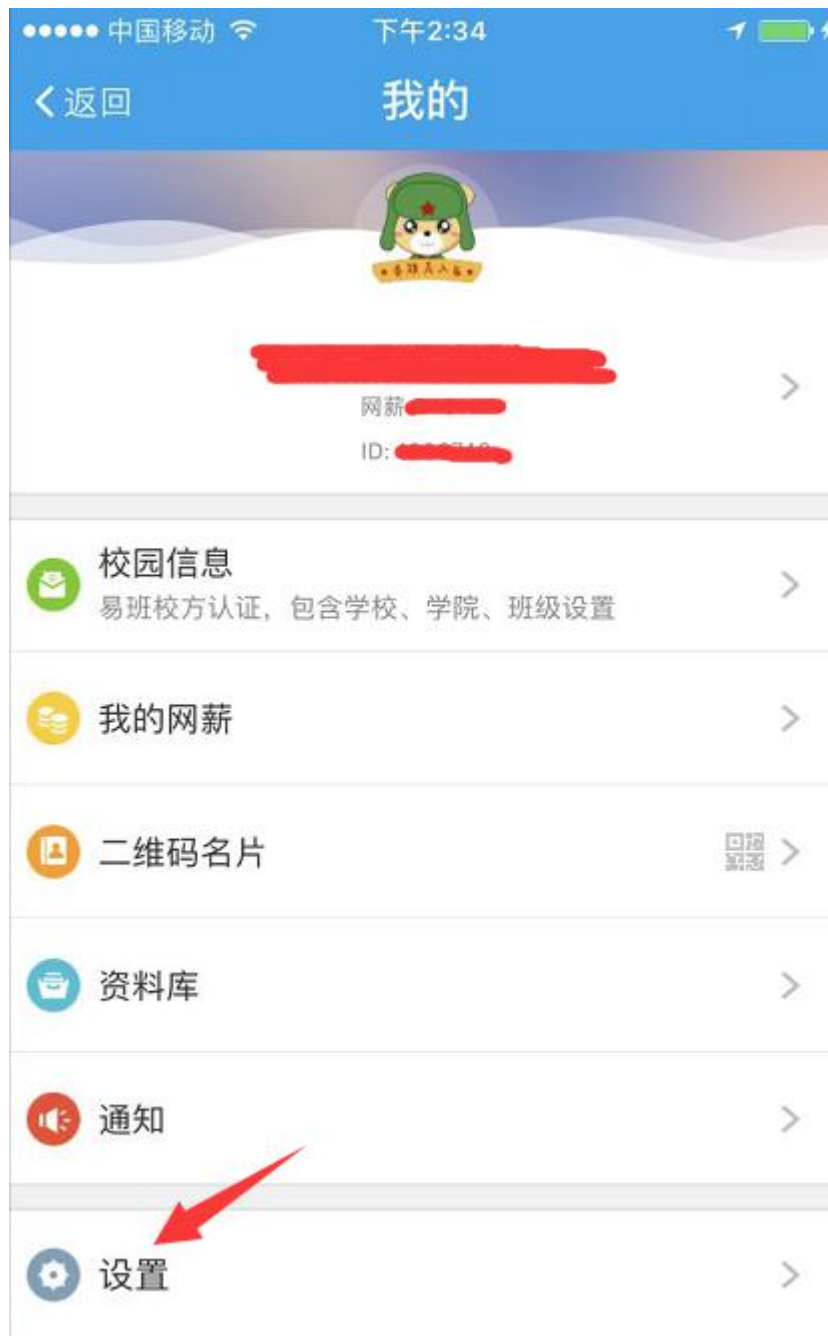 中国移动 下午2:34
返回 我的
网薪
ID:
校园信息
易班校方认证，包含学校、学院、班级设置
我的网薪
二维码名片
资料库
通知
设置